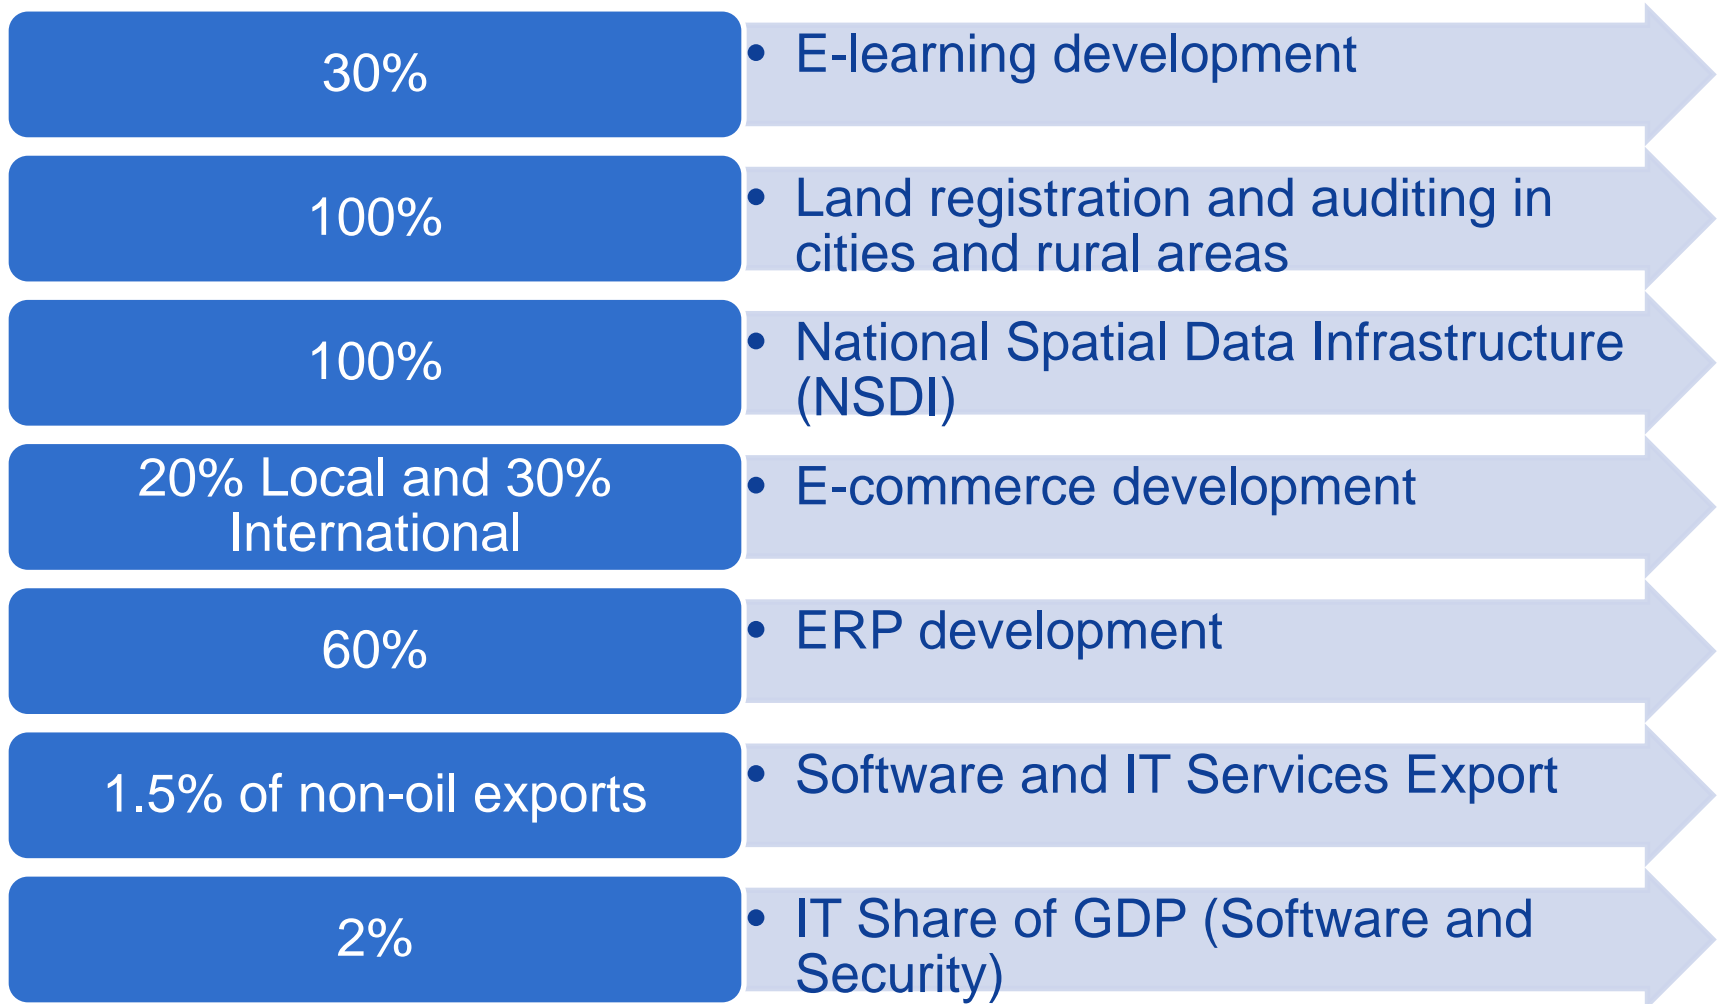 30%
• E-learning development
100%
• Land registration and auditing in
cities and rural areas
100%
• National Spatial Data Infrastructure
(NSDI)
20% Local and 30%
International
• E-commerce development
60%
• ERP development
1.5% of non-oil exports
• Software and IT Services Export
2%
• IT Share of GDP (Software and
Security)